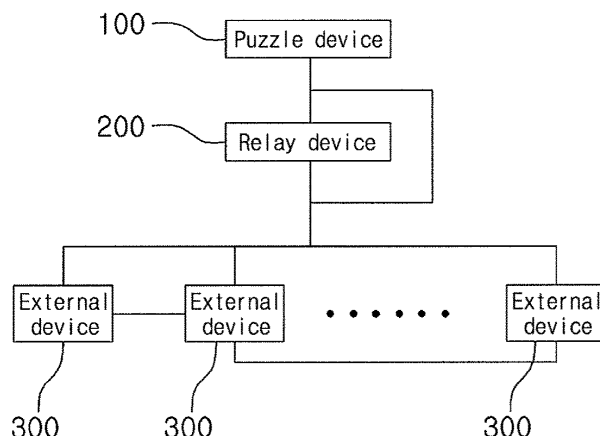 100
Puzzle device
200
Relay device
External
device
External
device
External
device
300
300
300